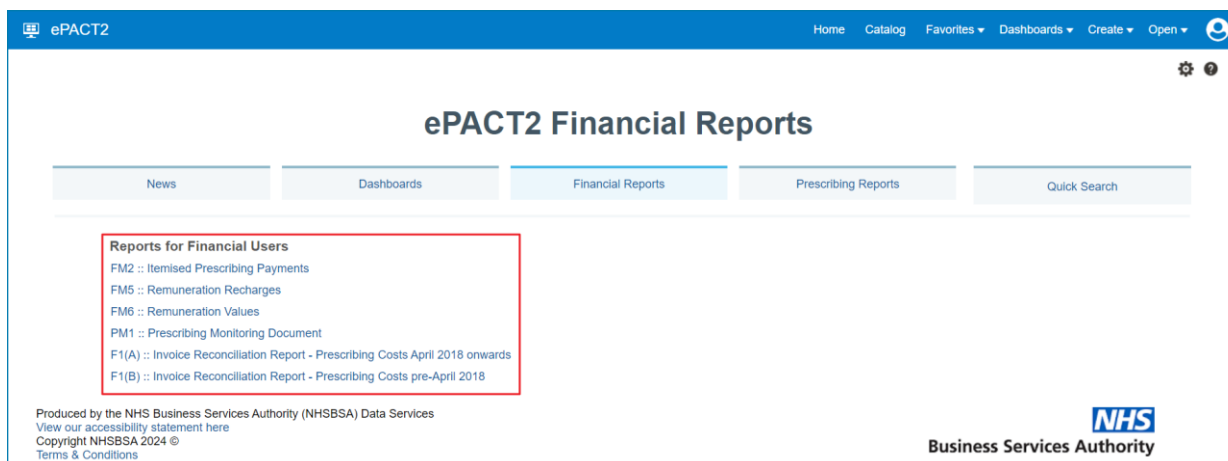 ePACT2
Home Catalog Favorites Dashboards Create Open
ePACT2 Financial Reports
News Dashboards Financial Reports Prescribing Reports Quick Search
Reports for Financial Users
FM2 :: Itemised Prescribing Payments
FM5 :: Remuneration Recharges
FM6 :: Remuneration Values
PM1 :: Prescribing Monitoring Document
F1(A) :: Invoice Reconciliation Report - Prescribing Costs April 2018 onwards
F1(B) :: Invoice Reconciliation Report - Prescribing Costs pre-April 2018
Produced by the NHS Business Services Authority (NHSBSA) Data Services
View our accessibility statement here
Copyright NHSBSA 2024 ©
Terms & Conditions
NHS
Business Services Authority